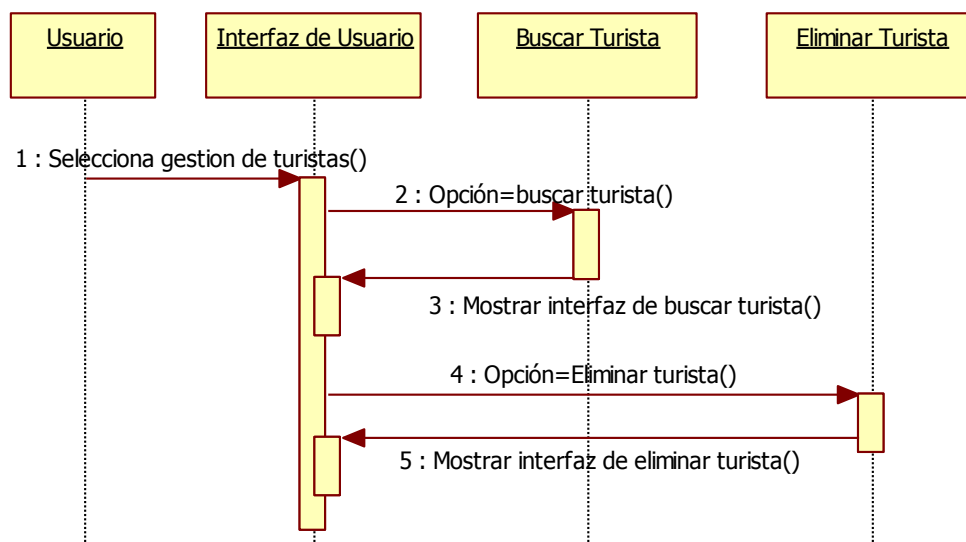 Usuario
Interfaz de Usuario
Buscar Turista
Eliminar Turista
1 : Selecciona gestion de turistas()
2 : Opción=buscar turista()
3 : Mostrar interfaz de buscar turista()
4 : Opción=Eliminar turista()
5 : Mostrar interfaz de eliminar turista()